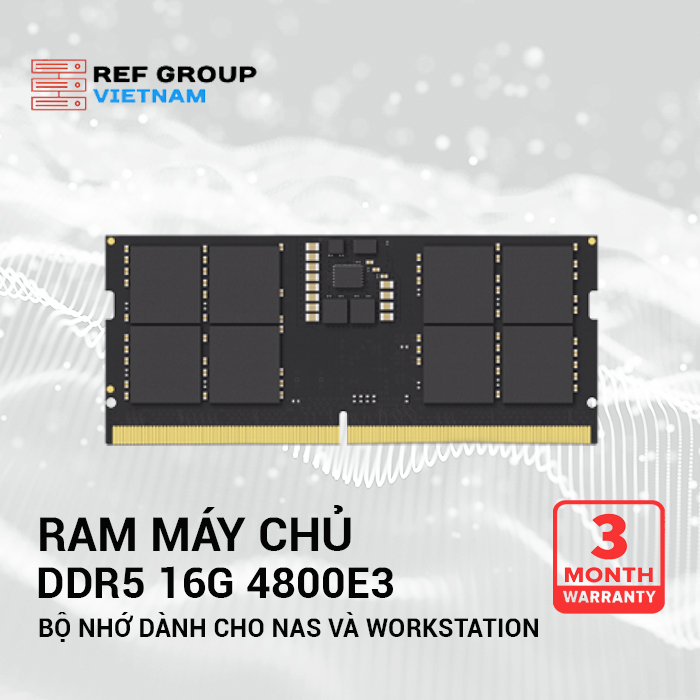 REF GROUP
VIETNAM
RAM MÁY CHỦ
DDR5 16G 4800E3
BỘ NHỚ DÀNH CHO NAS VÀ WORKSTATION
3
MONTH
WARRANTY